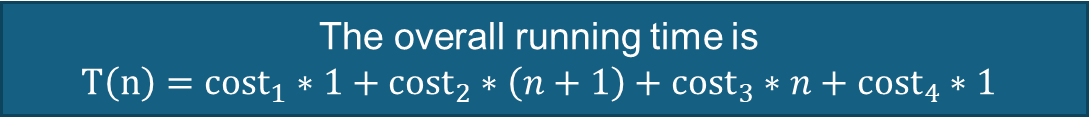 The overall running time is
T(n) = cost₁ ∗ 1 + cost₂ ∗ (𝑛 + 1) + cost₃ ∗ 𝑛 + cost₄ ∗ 1